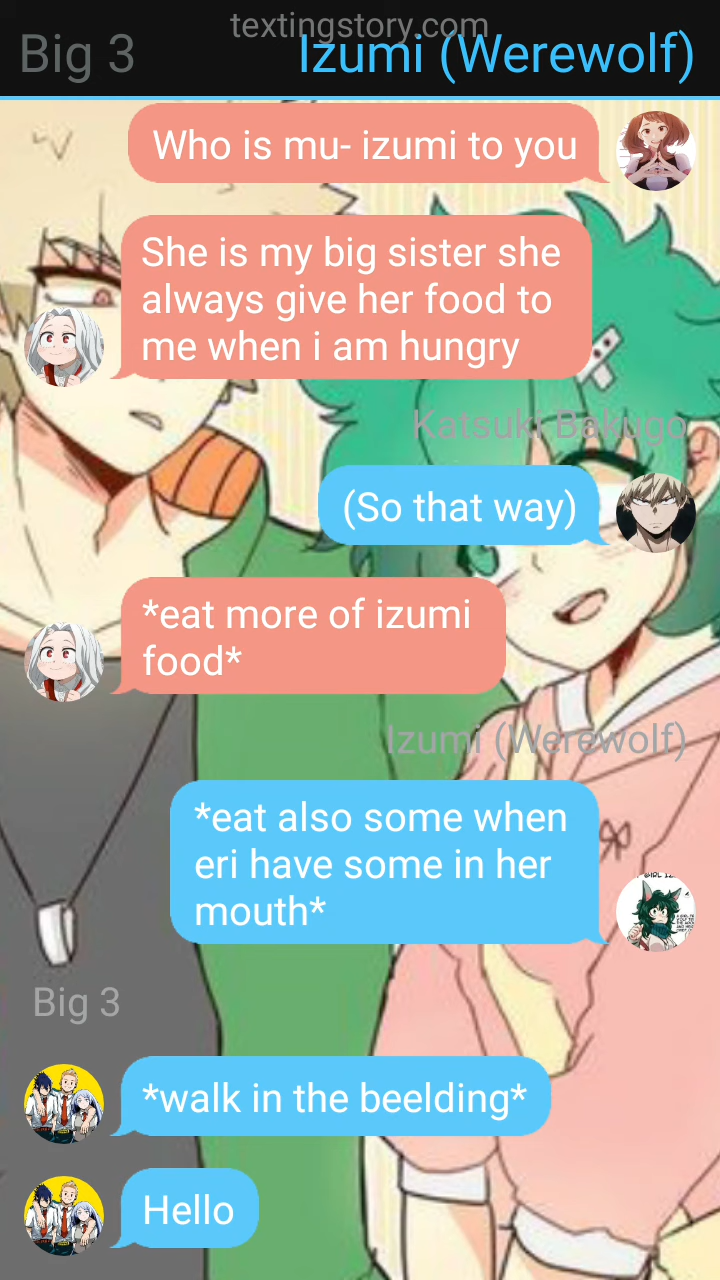 textingstory.com
Big 3
Izumi (Werewolf)
Who is mu- izumi to you
She is my big sister she
always give her food to
me when i am hungry
Katsuki Bakugo
(So that way)
*eat more of izumi
food*
Izumi (Werewolf)
*eat also some when
eri have some in her
mouth*
Big 3
*walk in the beelding*
Hello